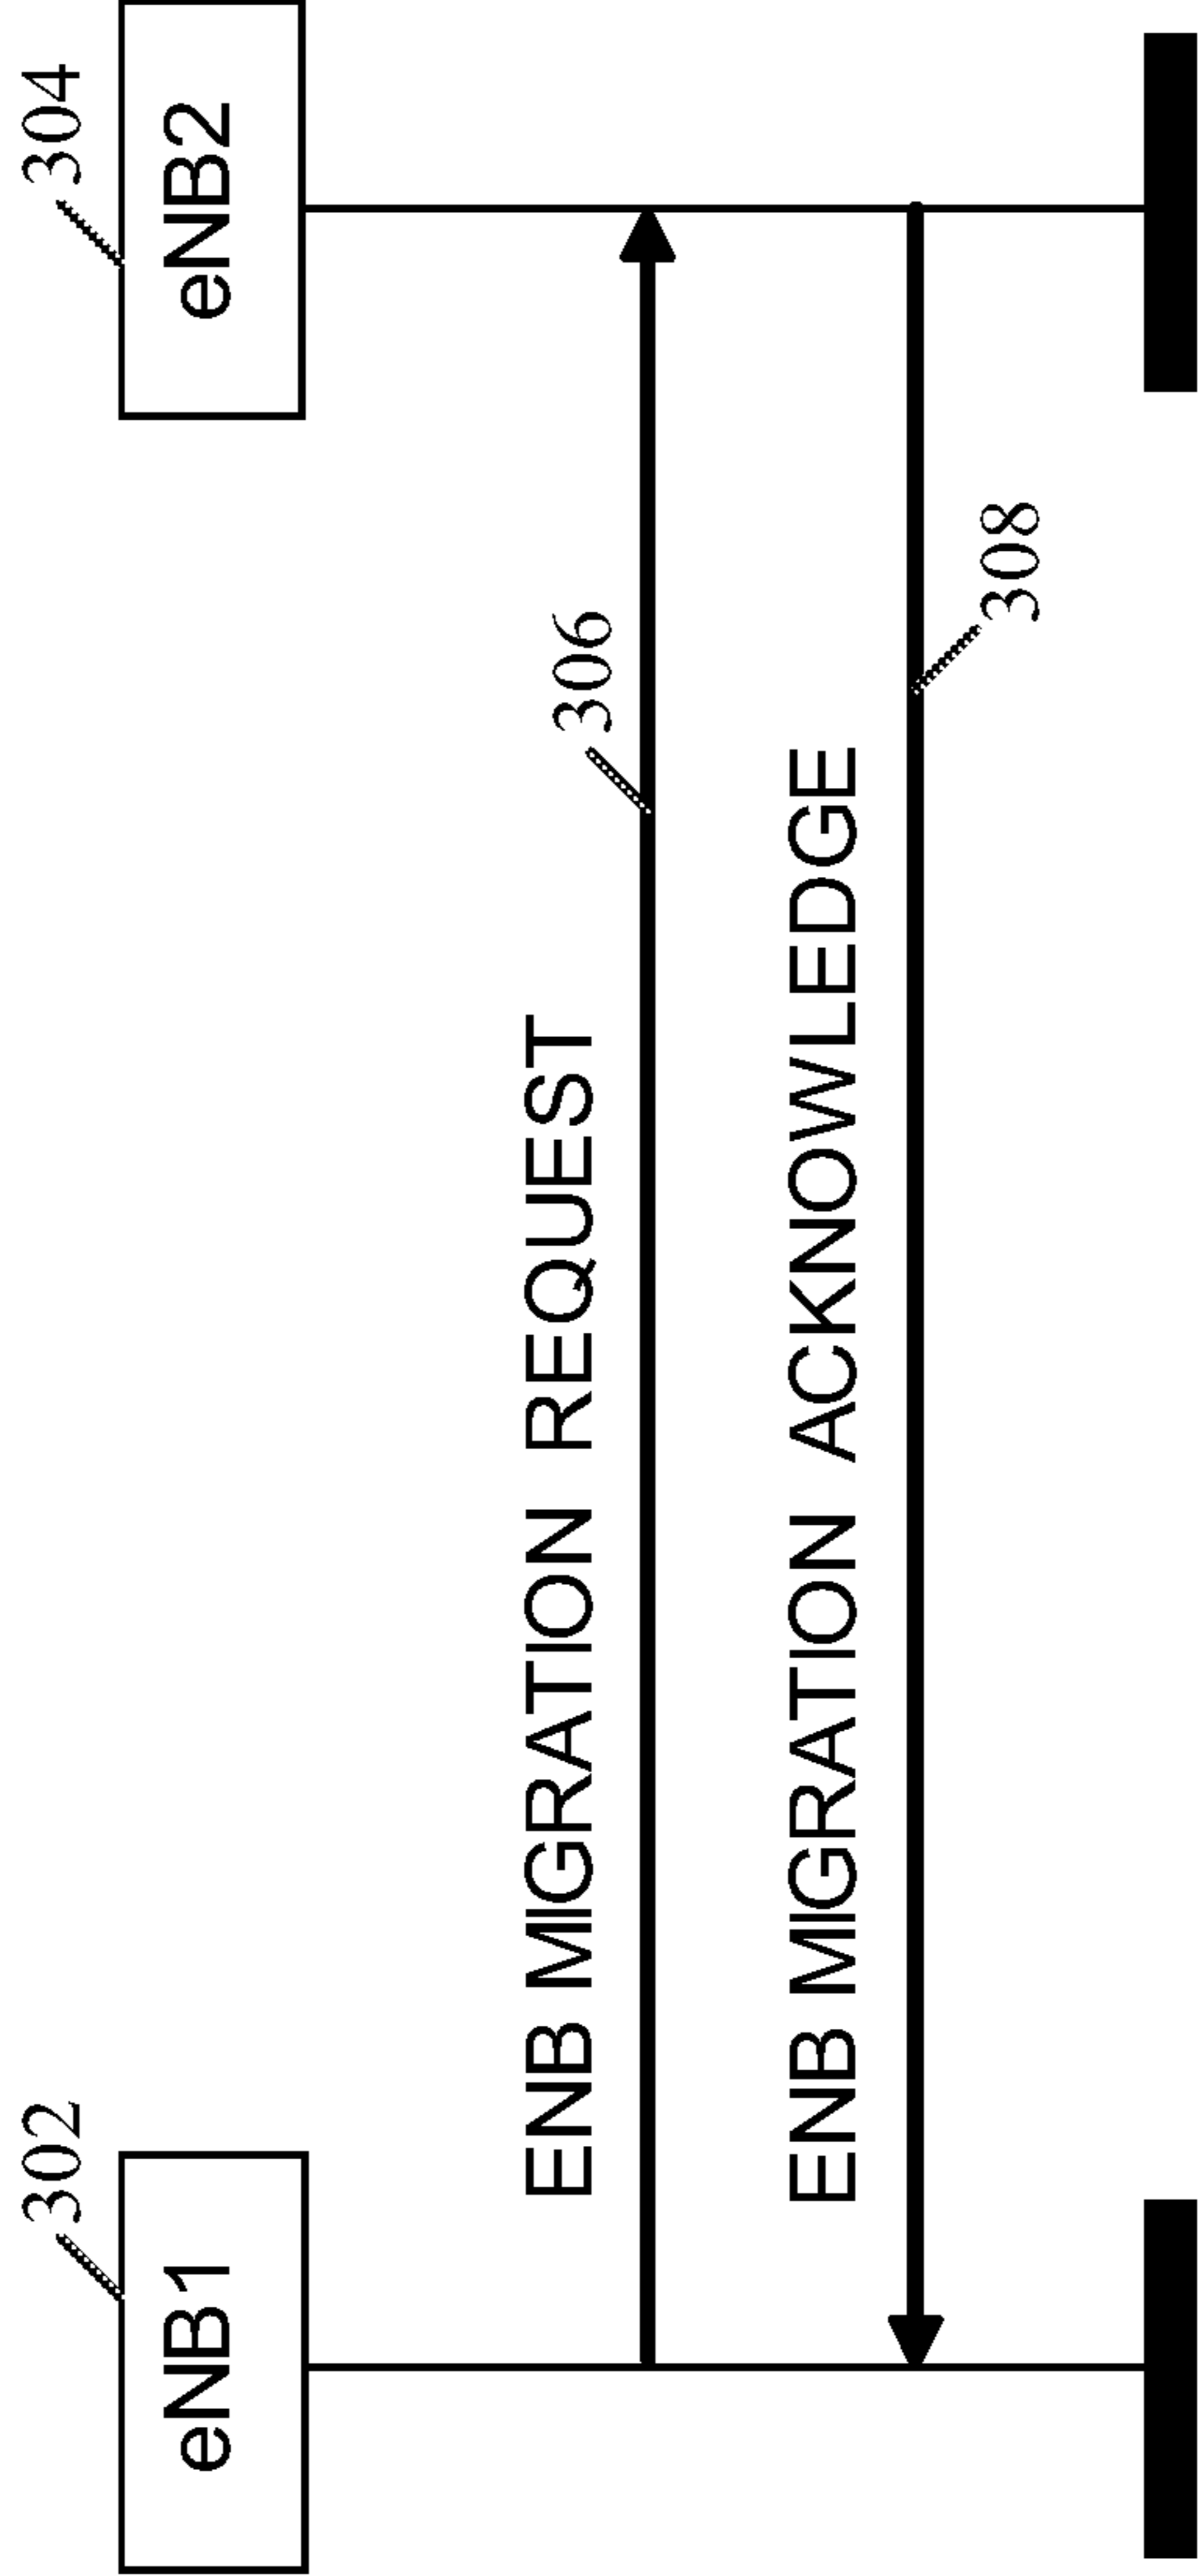 302
304
eNB1
eNB2
306
ENB MIGRATION REQUEST
ENB MIGRATION ACKNOWLEDGE
308